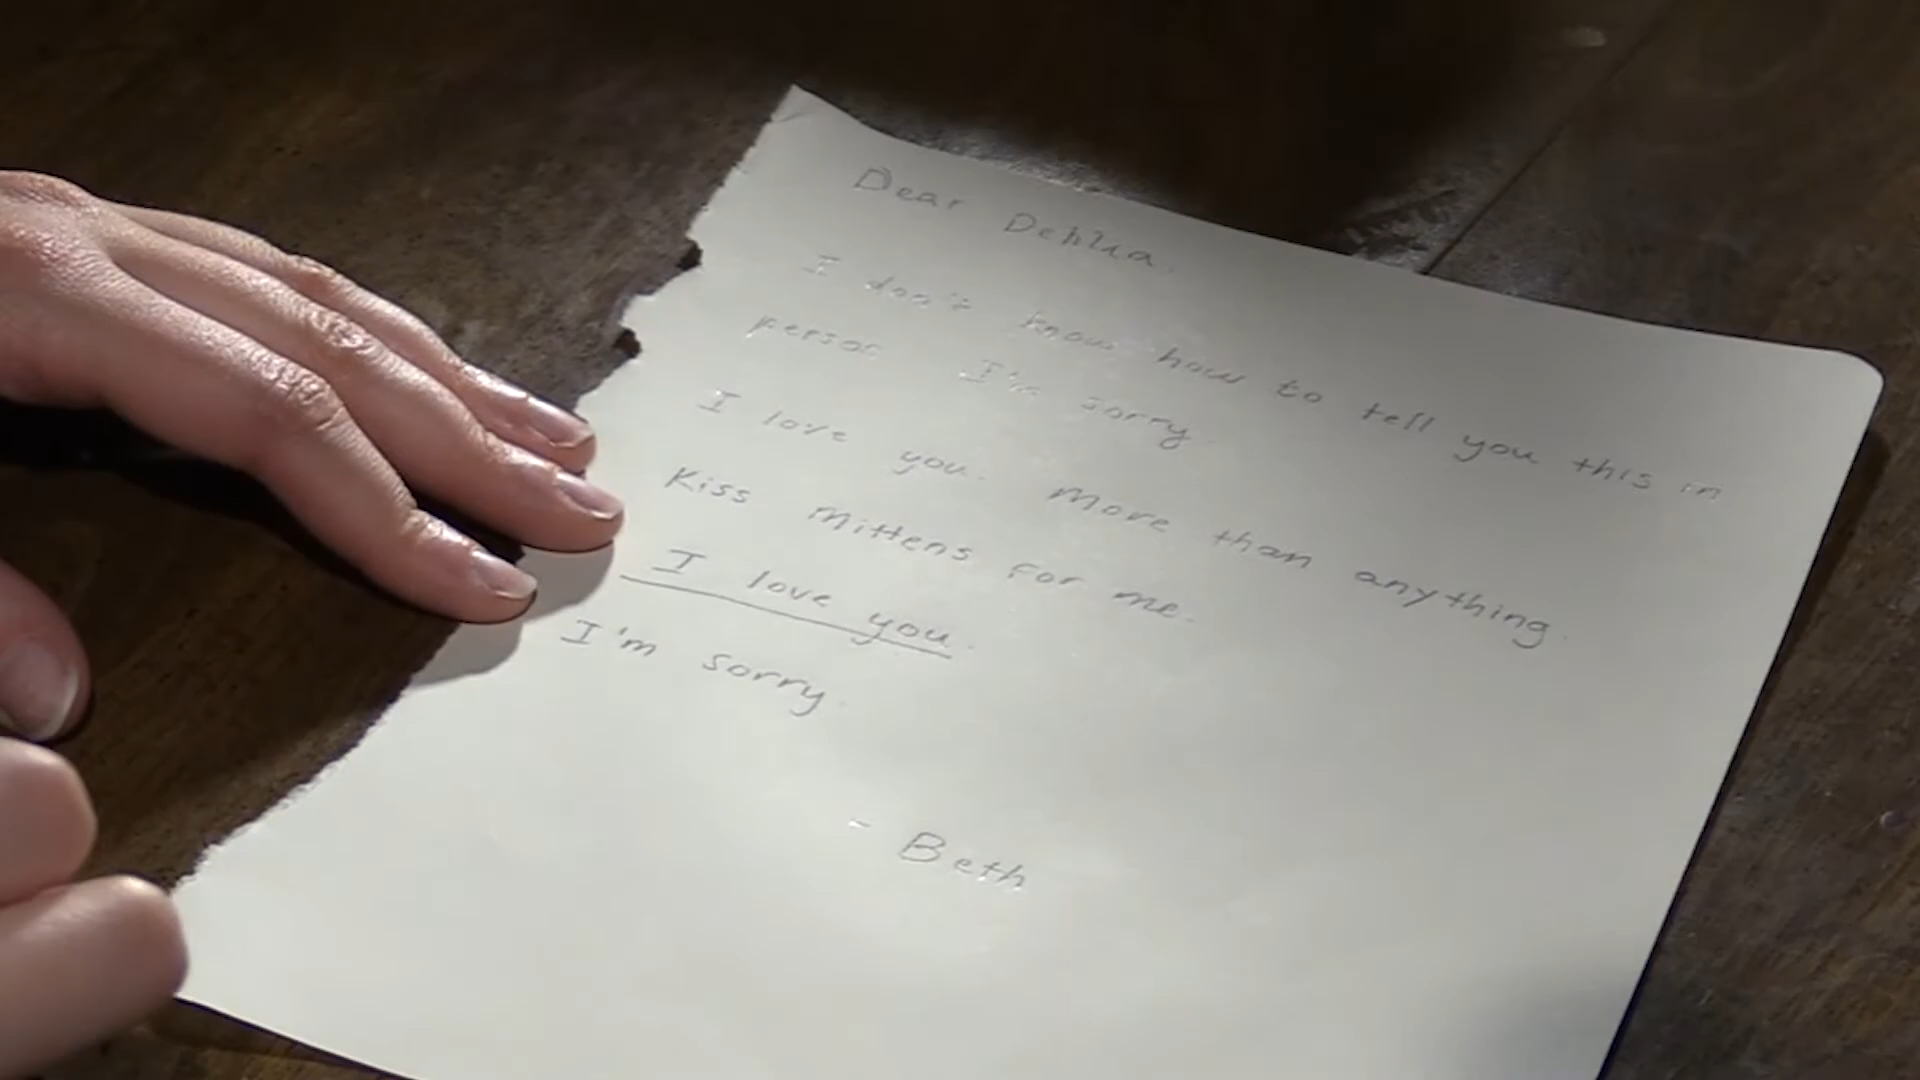 Dear Dehlia.
I don't know how to tell you this in
person I'm sorry.
I love you. More than anything.
Kiss Mittens for me.
I love you.
I'm sorry.
- Beth